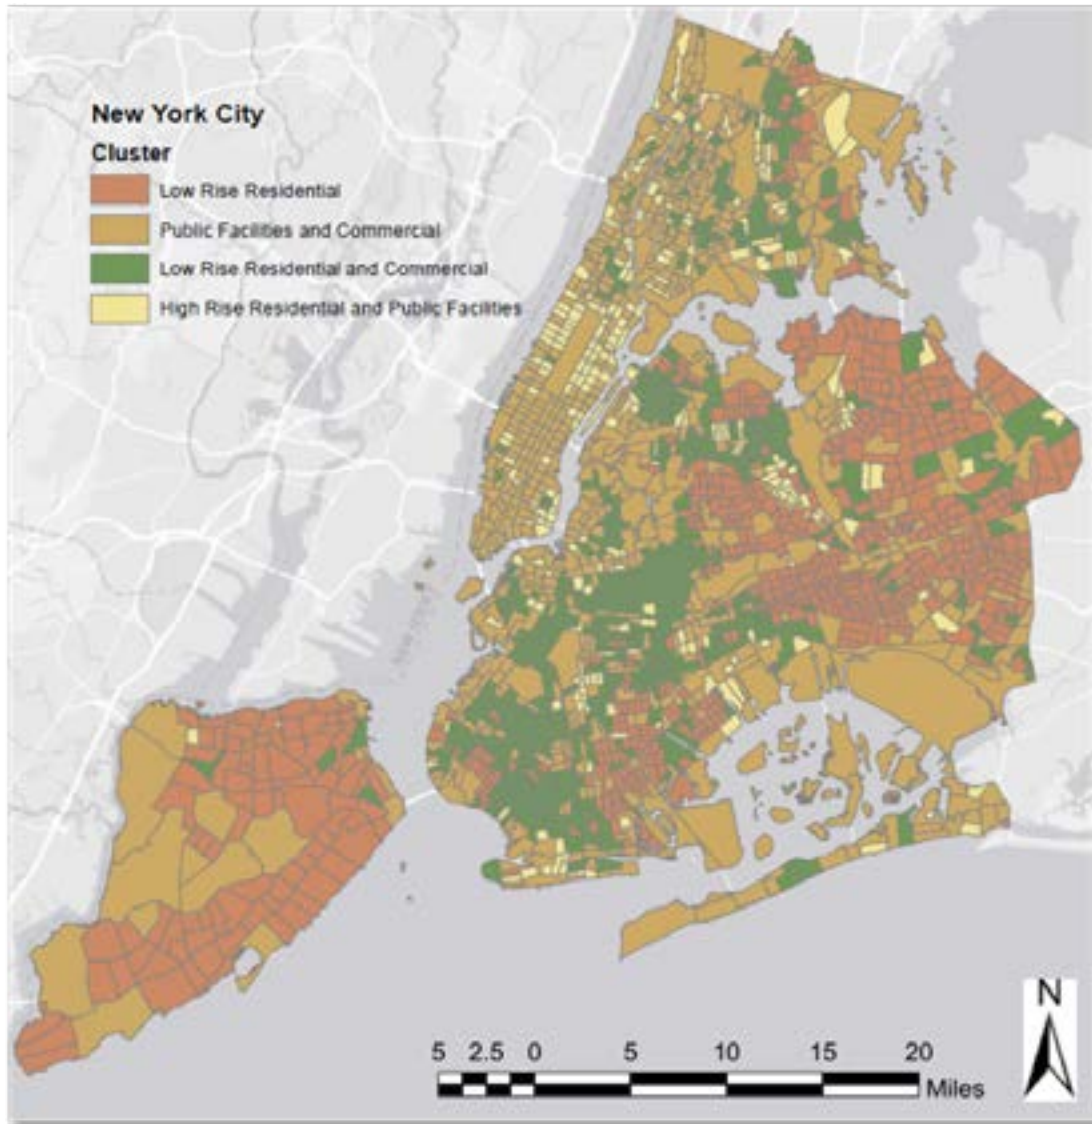 New York City
Cluster
Low Rise Residential
Public Facilities and Commercial
Low Rise Residential and Commercial
High Rise Residential and Public Facilities
N
5 2.5 0 5 10 15 20
Miles